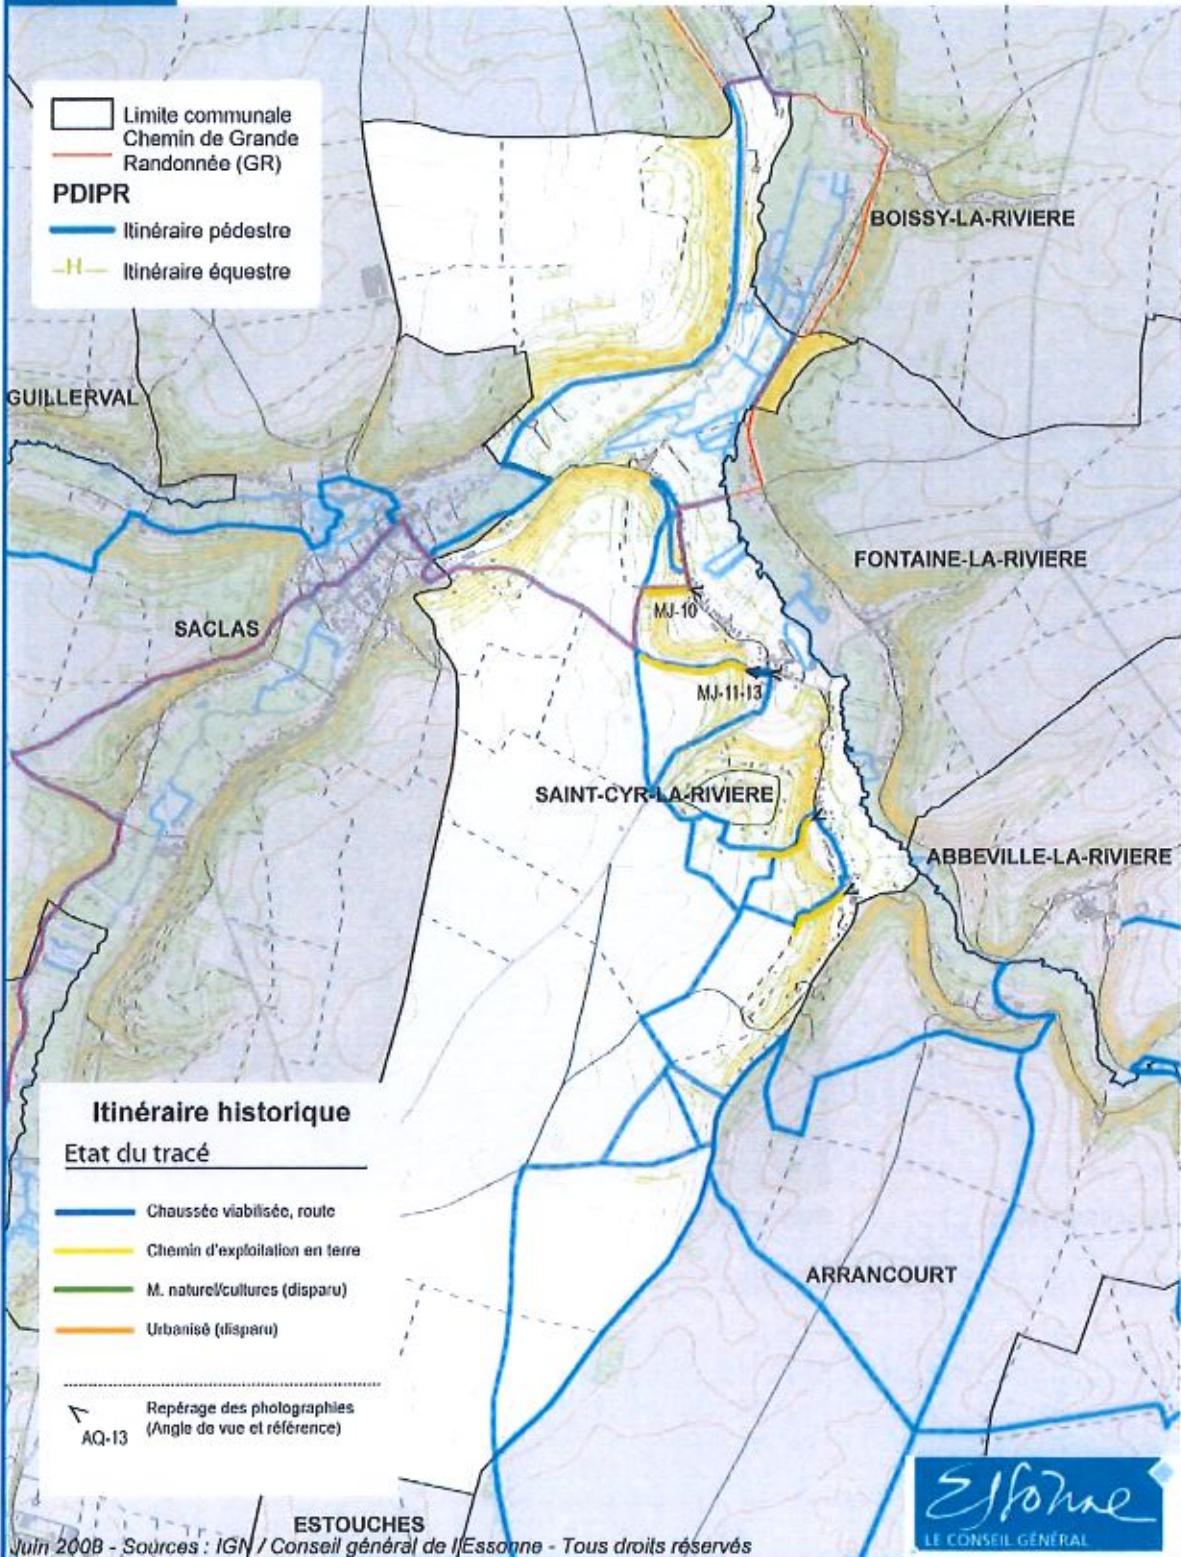 Limite communale
Chemin de Grande
Randonnée (GR)
PDIPR
Itinéraire pédestre
H Itinéraire équestre
BOISSY-LA-RIVIERE
GUILLERVAL
FONTAINE-LA-RIVIERE
MJ-10
SACLAS
MJ-11-13
SAINT-CYR-LA-RIVIERE
ABBEVILLE-LA-RIVIERE
Itinéraire historique
Etat du tracé
Chaussée viabilisée, route
Chemin d'exploitation en terre
M. naturel/cultures (disparu)
Urbanisé (disparu)
ARRANCOURT
Repérage des photographies
(Angle de vue et référence)
AQ-13
Essonne
LE CONSEIL GÉNÉRAL
ESTOUCHES
Juin 2008 - Sources : IGN / Conseil général de l'Essonne - Tous droits réservés